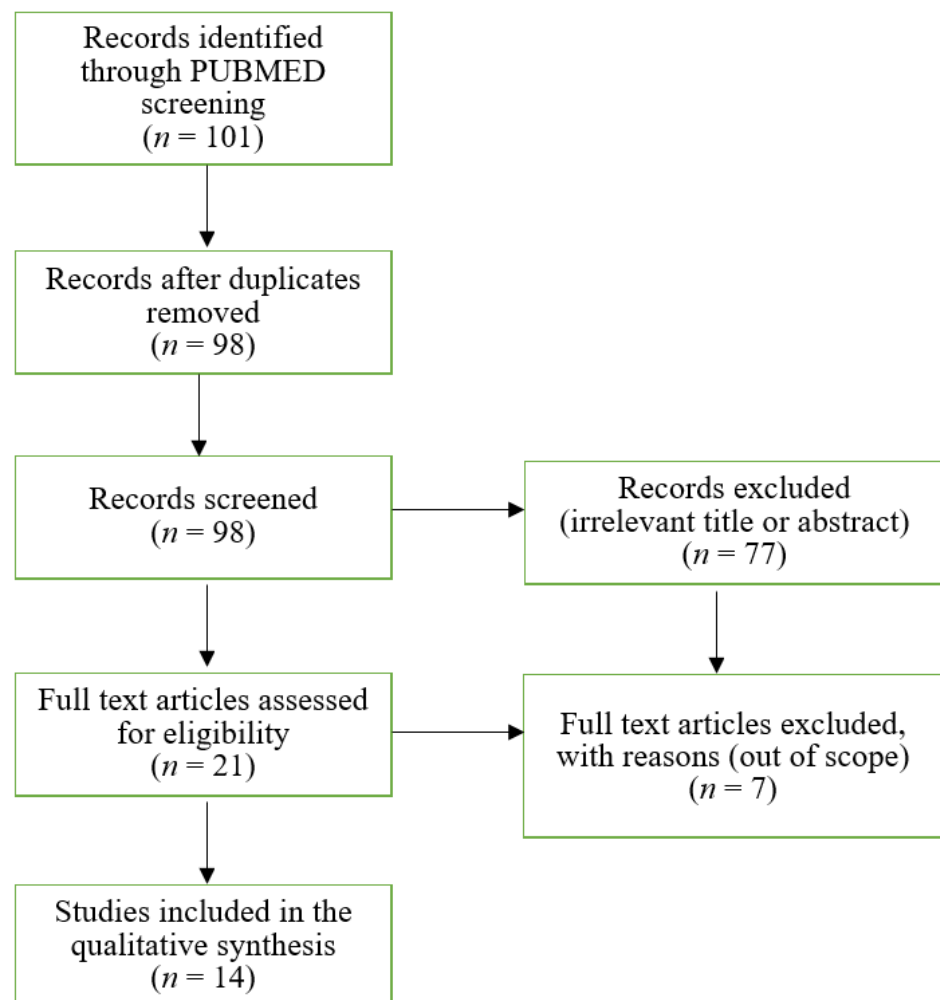 Records identified
through PUBMED
screening
(n = 101)
Records after duplicates
removed
(n = 98)
Records screened
(n = 98)
Records excluded
(irrelevant title or abstract)
(n = 77)
Full text articles assessed
for eligibility
(n = 21)
Full text articles excluded,
with reasons (out of scope)
(n = 7)
Studies included in the
qualitative synthesis
(n = 14)